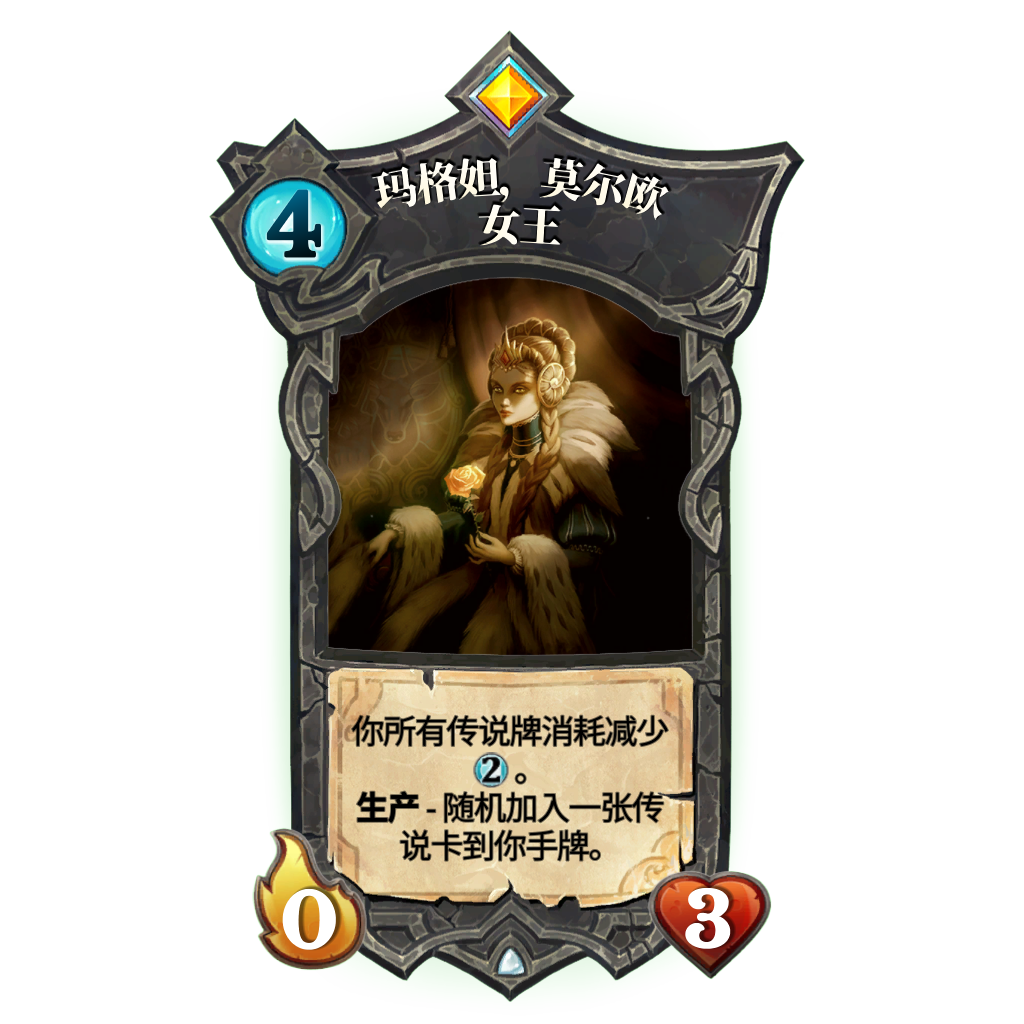 4
玛格妲，莫尔欧
女王
你所有传说牌消耗减少
2。
生产 - 随机加入一张传
说卡到你手牌。
0
3